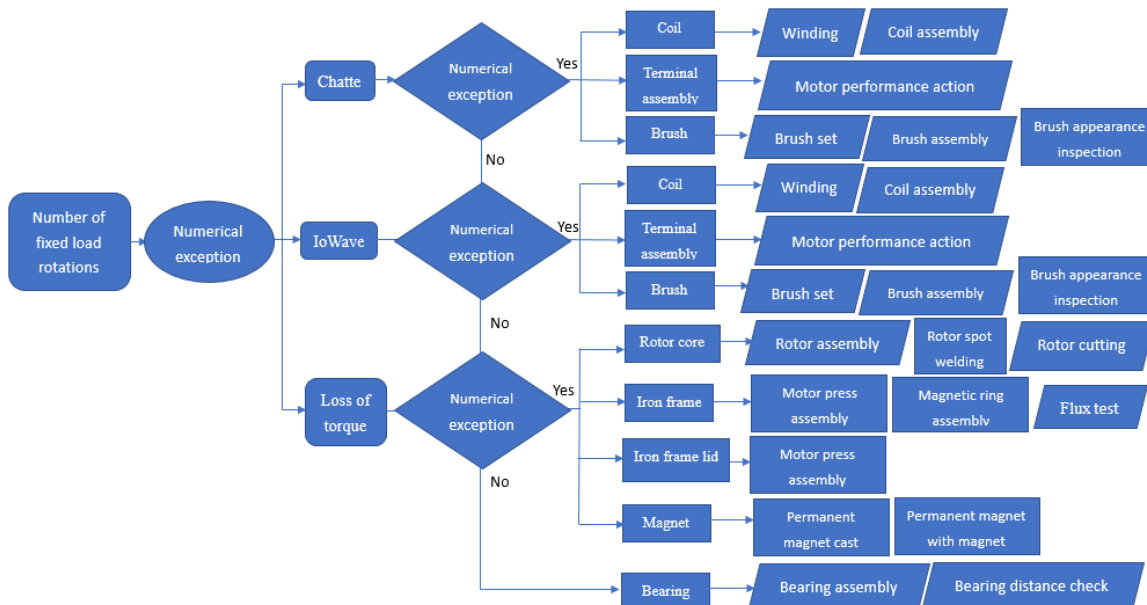 Number of
fixed load
rotations
Numerical
exception
Chatte
Numerical
exception
Yes
Coil
Winding
Coil assembly
Terminal
assembly
Motor performance action
Brush
Brush set
Brush assembly
Brush appearance
inspection
No
IoWave
Numerical
exception
Yes
Coil
Winding
Coil assembly
Terminal
assembly
Motor performance action
Brush
Brush set
Brush assembly
Brush appearance
inspection
No
Loss of
torque
Numerical
exception
Yes
Rotor core
Rotor assembly
Rotor spot
welding
Rotor cutting
Iron frame
Motor press
assembly
Magnetic ring
assembly
Flux test
Iron frame lid
Motor press
assembly
Magnet
Permanent
magnet cast
Permanent magnet
with magnet
No
Bearing
Bearing assembly
Bearing distance check